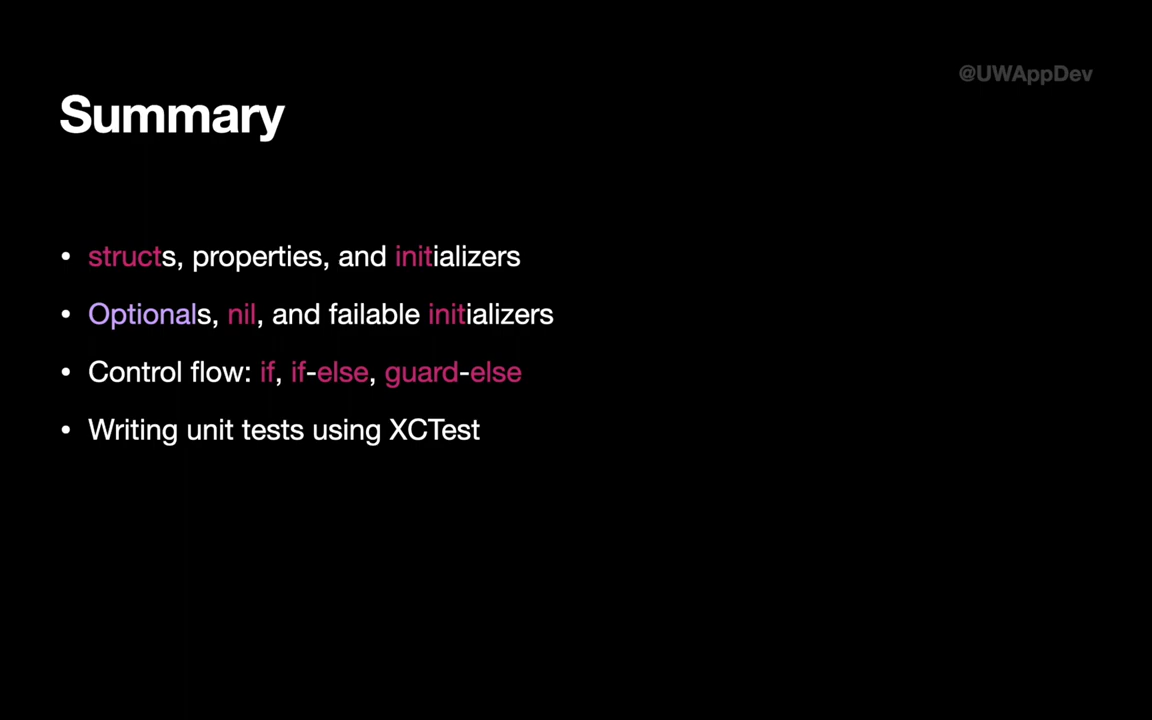 @UWAppDev
Summary
• structs, properties, and initializers
• Optionals, nil, and failable initializers
• Control flow: if, if-else, guard-else
• Writing unit tests using XCTest